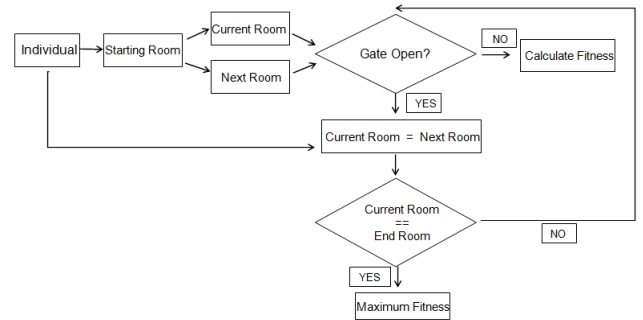 Individual
Starting Room
Current Room
Next Room
Gate Open?
NO
Calculate Fitness
YES
Current Room = Next Room
Current Room
==
End Room
NO
YES
Maximum Fitness